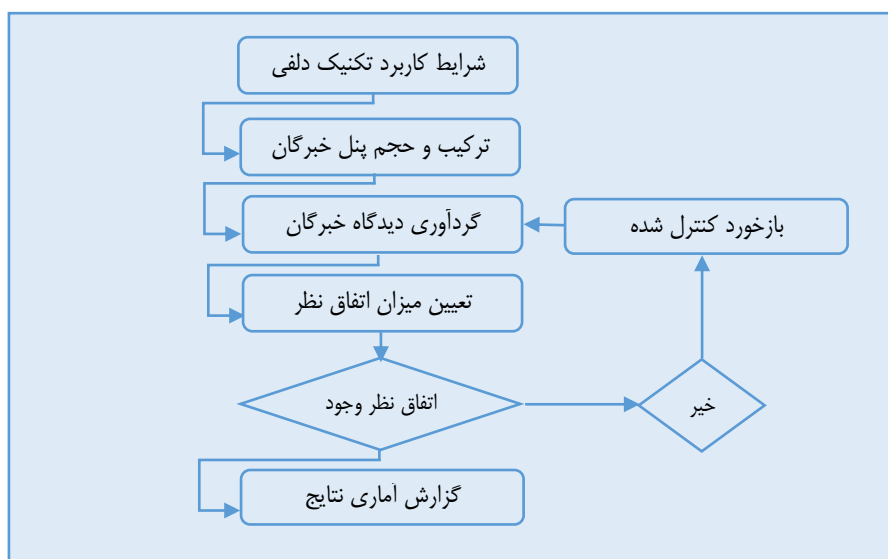 شرایط کاربرد تکنیک دلفی
ترکیب و حجم پنل خبرگان
گردآوری دیدگاه خبرگان
بازخورد کنترل شده
تعیین میزان اتفاق نظر
اتفاق نظر وجود
خیر
گزارش آماری نتایج